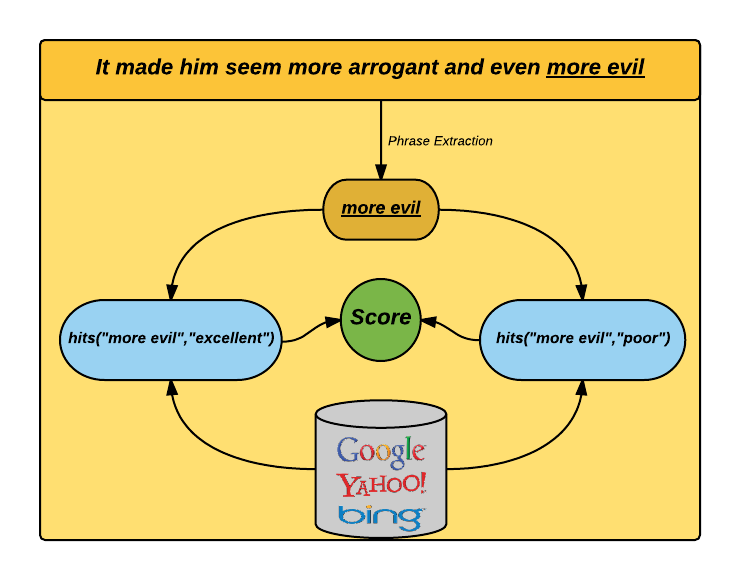 It made him seem more arrogant and even more evil
Phrase Extraction
more evil
hits("more evil","excellent")
Score
hits("more evil","poor")
Google
YAHOO!
bing